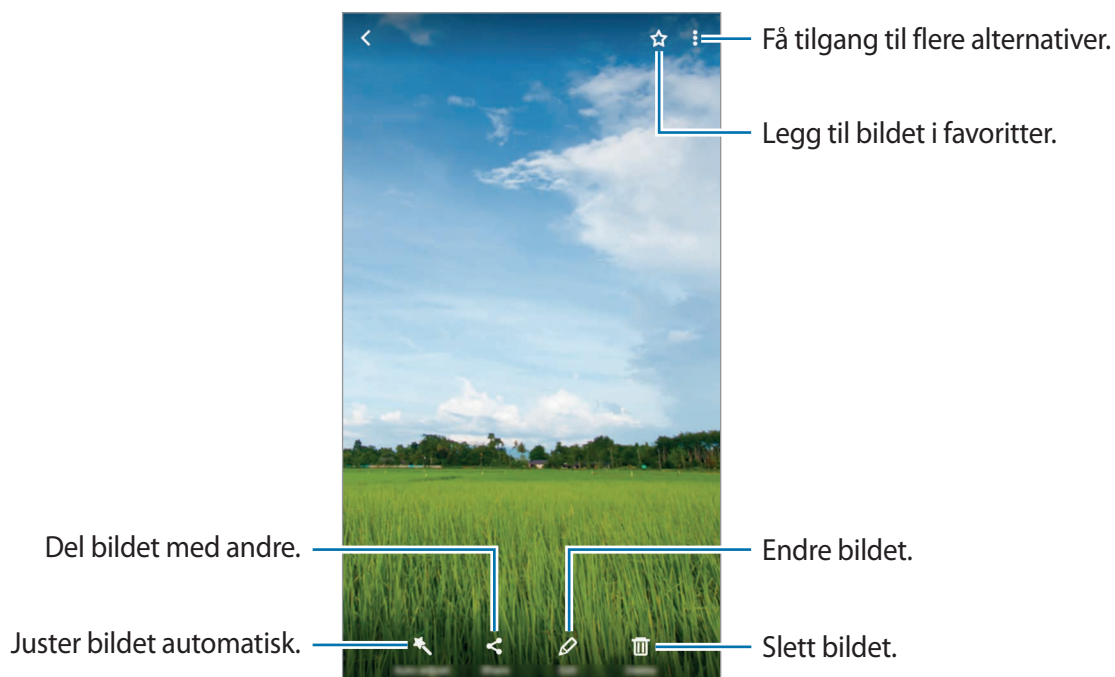 Få tilgang til flere alternativer.
Legg til bildet i favoritter.
Del bildet med andre.
Endre bildet.
Juster bildet automatisk.
Slett bildet.